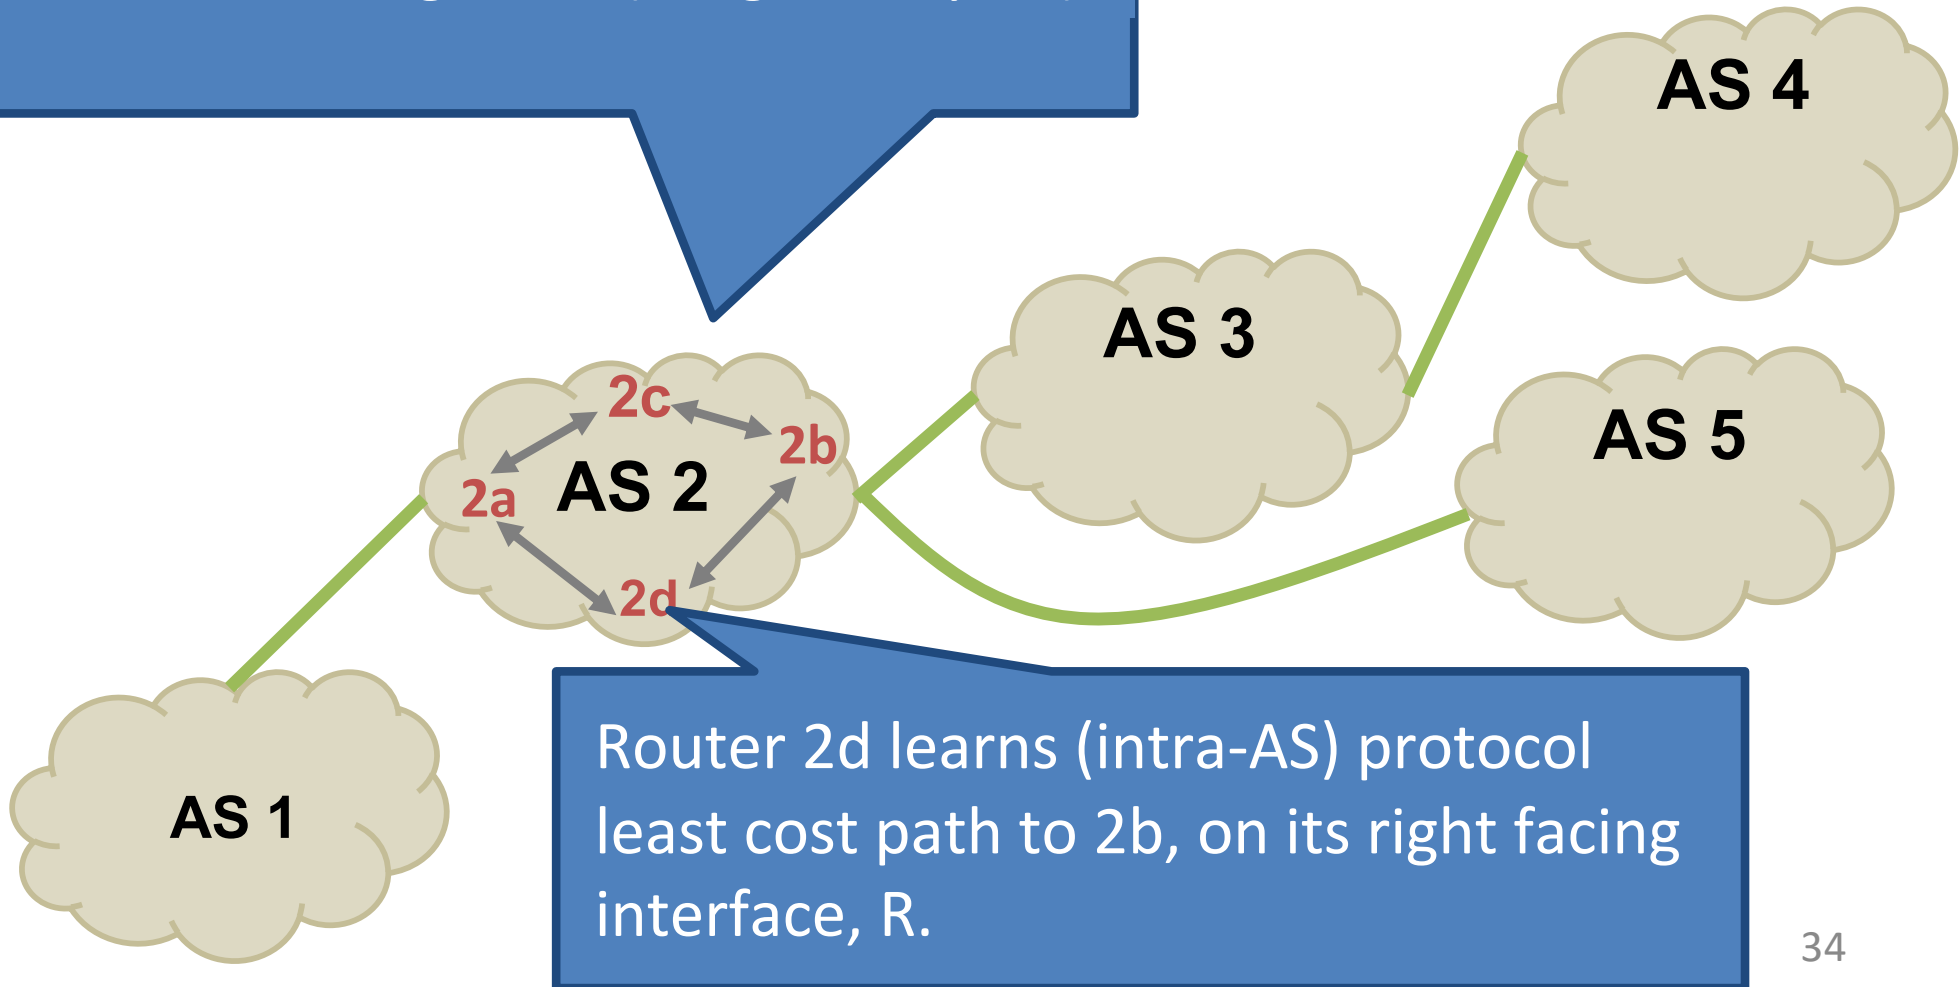 AS 4
AS 3
AS 5
2c
2b
AS 2
2a
2d
AS 1
Router 2d learns (intra-AS) protocol
least cost path to 2b, on its right facing
interface, R.
34